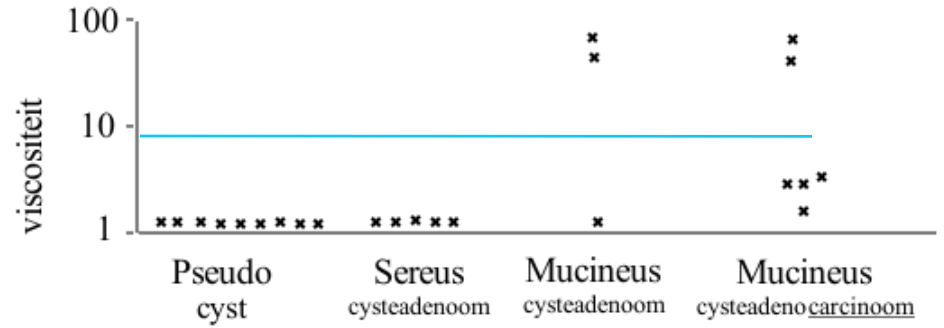 100
10
1
viscositeit
Pseudo
cyst
Sereus
cysteadenoom
Mucineus
cysteadenoom
Mucineus
cysteadenocarcinoom